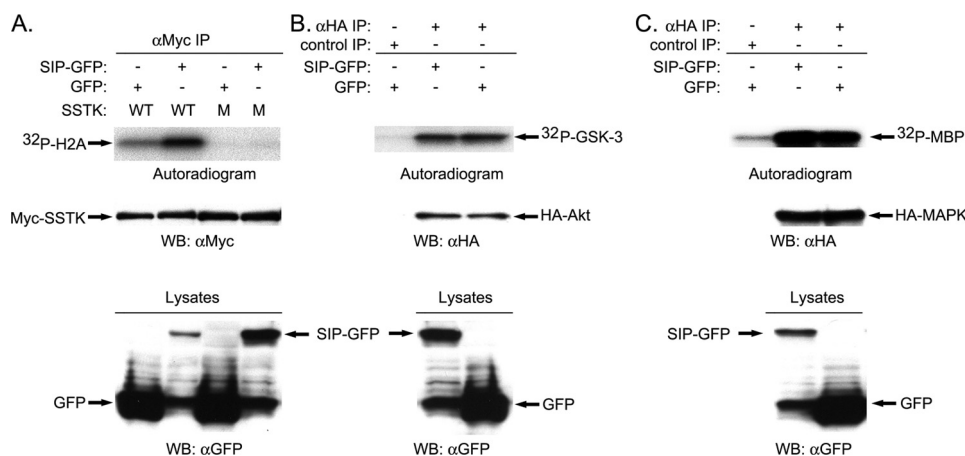 A.
αMyc IP
SIP-GFP: - + - +
GFP: + - + -
SSTK: WT WT M M
32P-H2A
Autoradiogram
Myc-SSTK
WB: αMyc
Lysates
SIP-GFP
GFP
WB: αGFP
B.
αHA IP: - + +
control IP: + - -
SIP-GFP: - + -
GFP: + - +
32P-GSK-3
Autoradiogram
HA-Akt
WB: αHA
Lysates
GFP
WB: αGFP
C.
αHA IP: - + +
control IP: + - -
SIP-GFP: - + -
GFP: + - +
32P-MBP
Autoradiogram
HA-MAPK
WB: αHA
Lysates
SIP-GFP
GFP
WB: αGFP